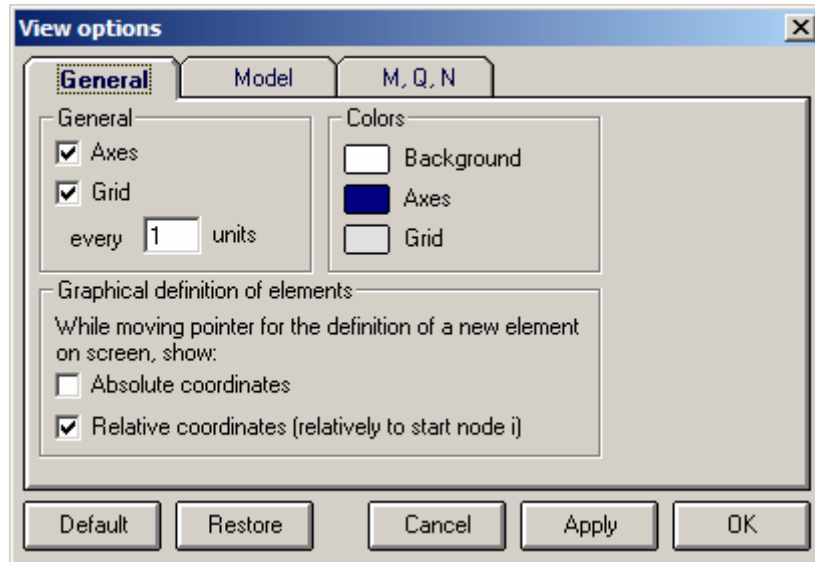 View options
General
Model
M, Q, N
General
Axes
Grid
every 1 units
Colors
Background
Axes
Grid
Graphical definition of elements
While moving pointer for the definition of a new element
on screen, show:
Absolute coordinates
Relative coordinates (relatively to start node i)
Default
Restore
Cancel
Apply
OK